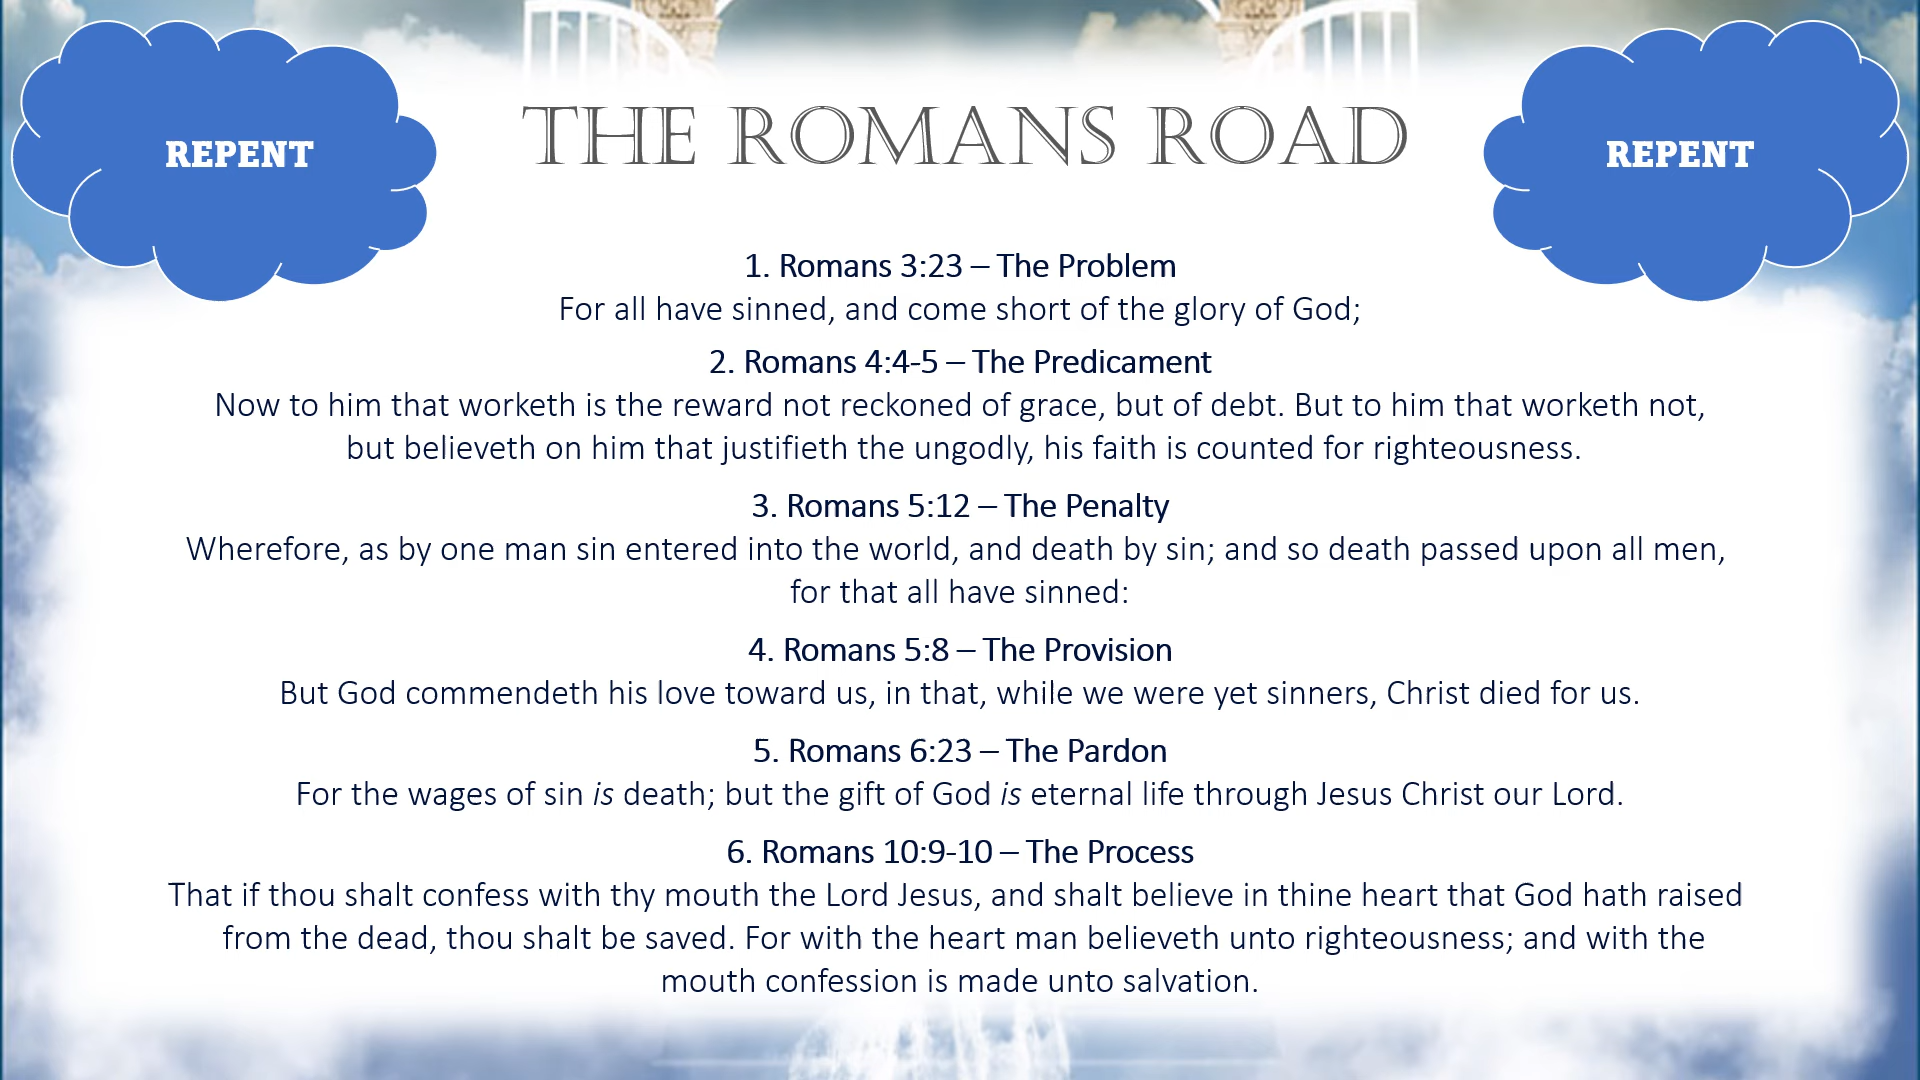 REPENT
THE ROMANS ROAD
REPENT
1. Romans 3:23 – The Problem
For all have sinned, and come short of the glory of God;
2. Romans 4:4-5 – The Predicament
Now to him that worketh is the reward not reckoned of grace, but of debt. But to him that worketh not,
but believeth on him that justifieth the ungodly, his faith is counted for righteousness.
3. Romans 5:12 – The Penalty
Wherefore, as by one man sin entered into the world, and death by sin; and so death passed upon all men,
for that all have sinned:
4. Romans 5:8 – The Provision
But God commendeth his love toward us, in that, while we were yet sinners, Christ died for us.
5. Romans 6:23 – The Pardon
For the wages of sin is death; but the gift of God is eternal life through Jesus Christ our Lord.
6. Romans 10:9-10 – The Process
That if thou shalt confess with thy mouth the Lord Jesus, and shalt believe in thine heart that God hath raised
from the dead, thou shalt be saved. For with the heart man believeth unto righteousness; and with the
mouth confession is made unto salvation.